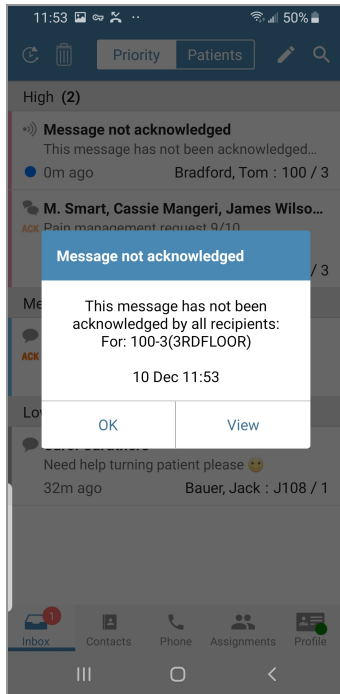 11:53
50%
Priority
Patients
High (2)
Message not acknowledged
This message has not been acknowledged...
0m ago
Bradford, Tom : 100 / 3
M. Smart, Cassie Mangeri, James Wilso...
ACK Pain management request 9/10
Message not acknowledged
/ 3
Me
This message has not been
acknowledged by all recipients:
For: 100-3(3RDFLOOR)
ACK
10 Dec 11:53
Lo
OK
View
Need help turning patient please
32m ago
Bauer, Jack : J108 / 1
1
Inbox
Contacts
Phone
Assignments
Profile